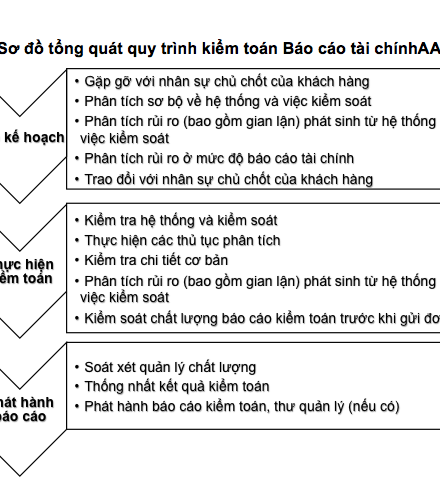 Sơ đồ tổng quát quy trình kiểm toán Báo cáo tài chínhAA
• Gặp gỡ với nhân sự chủ chốt của khách hàng
• Phân tích sơ bộ về hệ thống và việc kiểm soát
• Phân tích rủi ro (bao gồm gian lận) phát sinh từ hệ thống
việc kiểm soát
• Phân tích rủi ro ở mức độ báo cáo tài chính
• Trao đổi với nhân sự chủ chốt của khách hàng
kế hoạch
• Kiểm tra hệ thống và kiểm soát
• Thực hiện các thủ tục phân tích
• Kiểm tra chi tiết cơ bản
• Phân tích rủi ro (bao gồm gian lận) phát sinh từ hệ thống
việc kiểm soát
• Kiểm soát chất lượng báo cáo kiểm toán trước khi gửi đơ
hực hiện
ểm toán
• Soát xét quản lý chất lượng
• Thống nhất kết quả kiểm toán
• Phát hành báo cáo kiểm toán, thư quản lý (nếu có)
hát hành
báo cáo